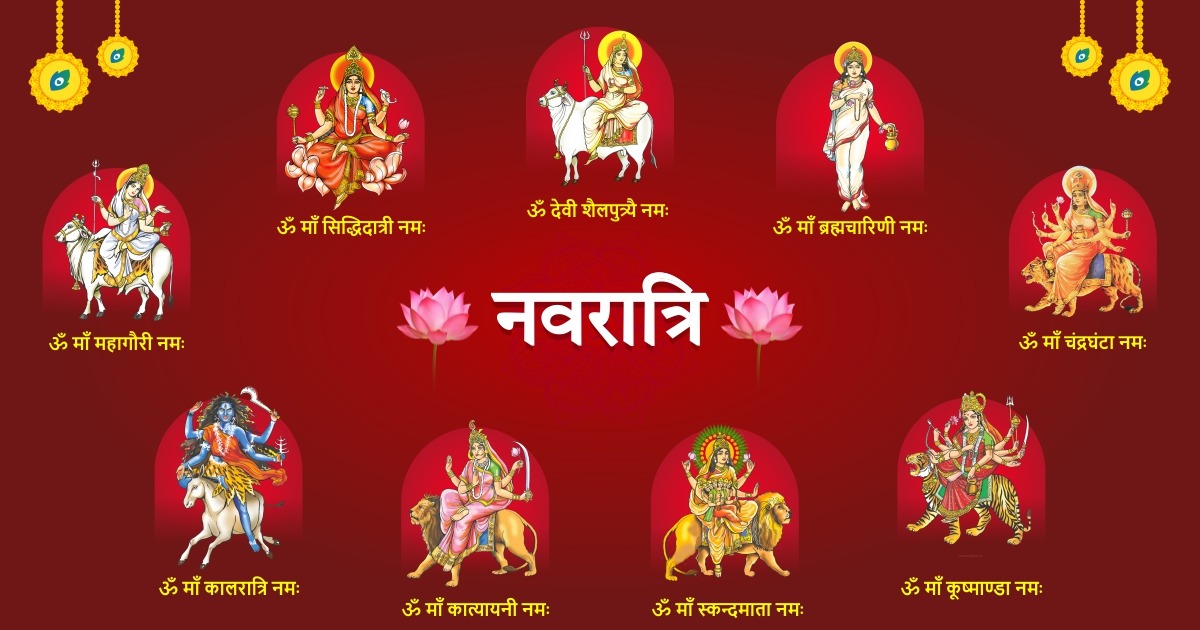 ॐ माँ सिद्धिदात्री नमः
ॐ देवी शैलपुत्र्यै नमः
ॐ माँ ब्रह्मचारिणी नमः
ॐ माँ महागौरी नमः
नवरात्रि
ॐ माँ चंद्रघंटा नमः
ॐ माँ कालरात्रि नमः
ॐ माँ कात्यायनी नमः
ॐ माँ स्कन्दमाता नमः
ॐ माँ कूष्माण्डा नमः